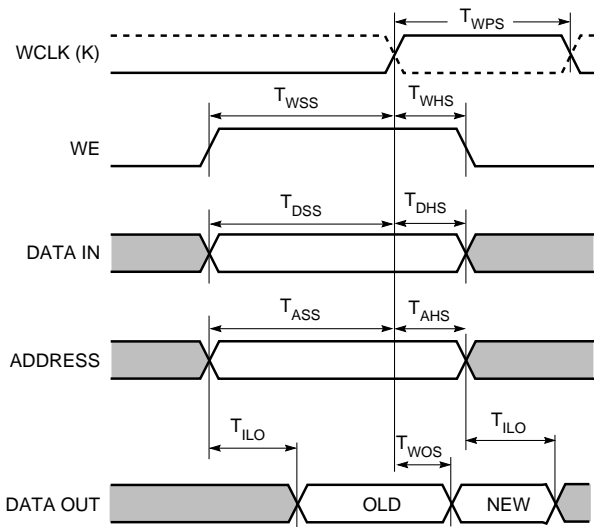 T_WPS
WCLK (K)
T_WSS T_WHS
WE
T_DSS T_DHS
DATA IN
T_ASS T_AHS
ADDRESS
T_ILO T_WOS T_ILO
DATA OUT OLD NEW